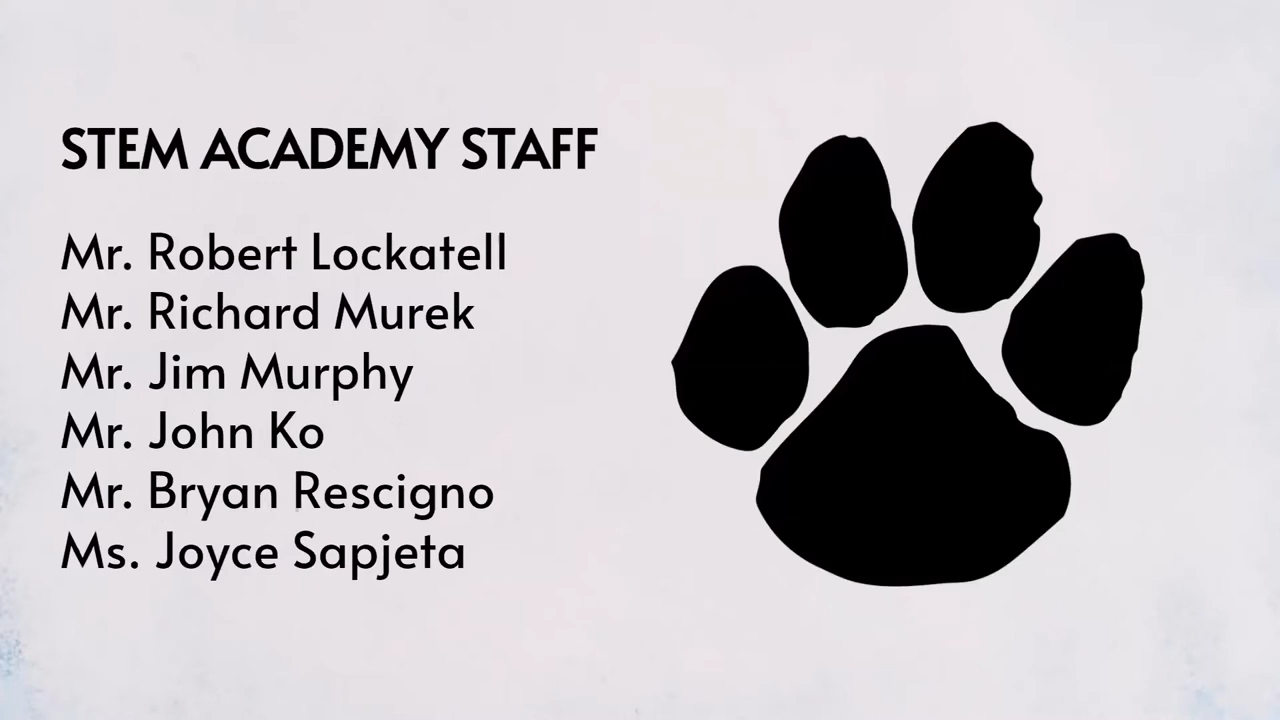 STEM ACADEMY STAFF
Mr. Robert Lockatell
Mr. Richard Murek
Mr. Jim Murphy
Mr. John Ko
Mr. Bryan Rescigno
Ms. Joyce Sapjeta